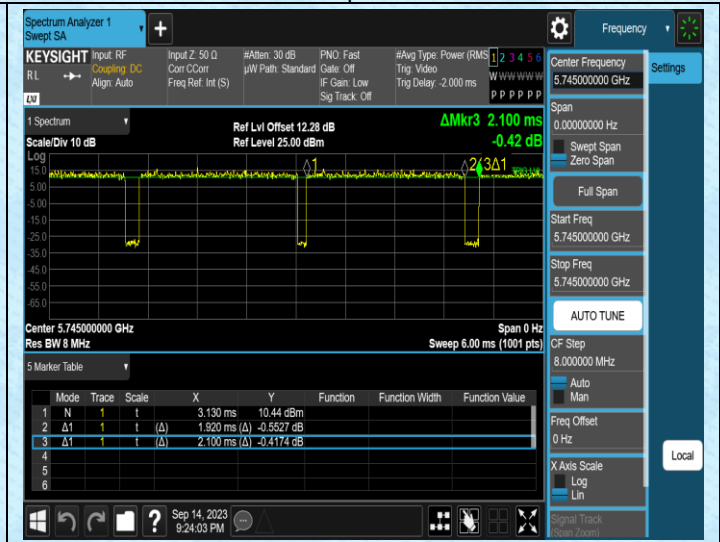 Spectrum Analyzer 1
Swept SA
+
Frequency
KEYSIGHT
RL
LXI
Input: RF
Coupling: DC
Align: Auto
Input Z: 50 Ω
Corr CCorr
Freq Ref: Int (S)
#Atten: 30 dB
µW Path: Standard
PNO: Fast
Gate: Off
IF Gain: Low
Sig Track: Off
#Avg Type: Power (RMS
Trig: Video
Trig Delay: -2.000 ms
1 2 3 4 5 6
W W W W W W
P P P P P P
1 Spectrum
Scale/Div 10 dB
Log
Ref Lvl Offset 12.28 dB
Ref Level 25.00 dBm
ΔMkr3 2.100 ms
-0.42 dB
15.0
5.00
-5.00
-15.0
-25.0
-35.0
-45.0
-55.0
-65.0
1
3Δ1
Center 5.745000000 GHz
Res BW 8 MHz
Span 0 Hz
Sweep 6.00 ms (1001 pts)
5 Marker Table
Mode Trace Scale X Y Function Function Width Function Value
1 N 1 t 3.130 ms 10.44 dBm
2 Δ1 1 t (Δ) 1.920 ms (Δ) -0.5527 dB
3 Δ1 1 t (Δ) 2.100 ms (Δ) -0.4174 dB
4
5
6
Center Frequency
5.745000000 GHz
Settings
Span
0.00000000 Hz
Swept Span
Zero Span
Full Span
Start Freq
5.745000000 GHz
Stop Freq
5.745000000 GHz
AUTO TUNE
CF Step
8.000000 MHz
Auto
Man
Freq Offset
0 Hz
X Axis Scale
Log
Lin
Local
Signal Track
(Span Zoom)
?
Sep 14, 2023
9:24:03 PM